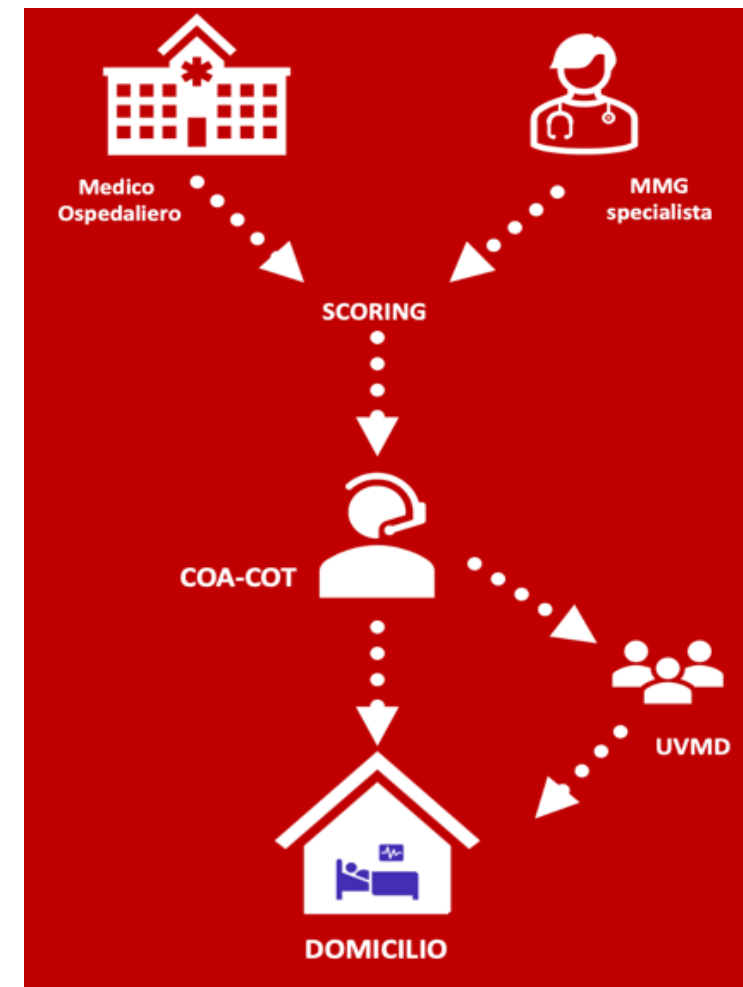 Medico
Ospedaliero
MMG
specialista
SCORING
COA-COT
UVMD
DOMICILIO